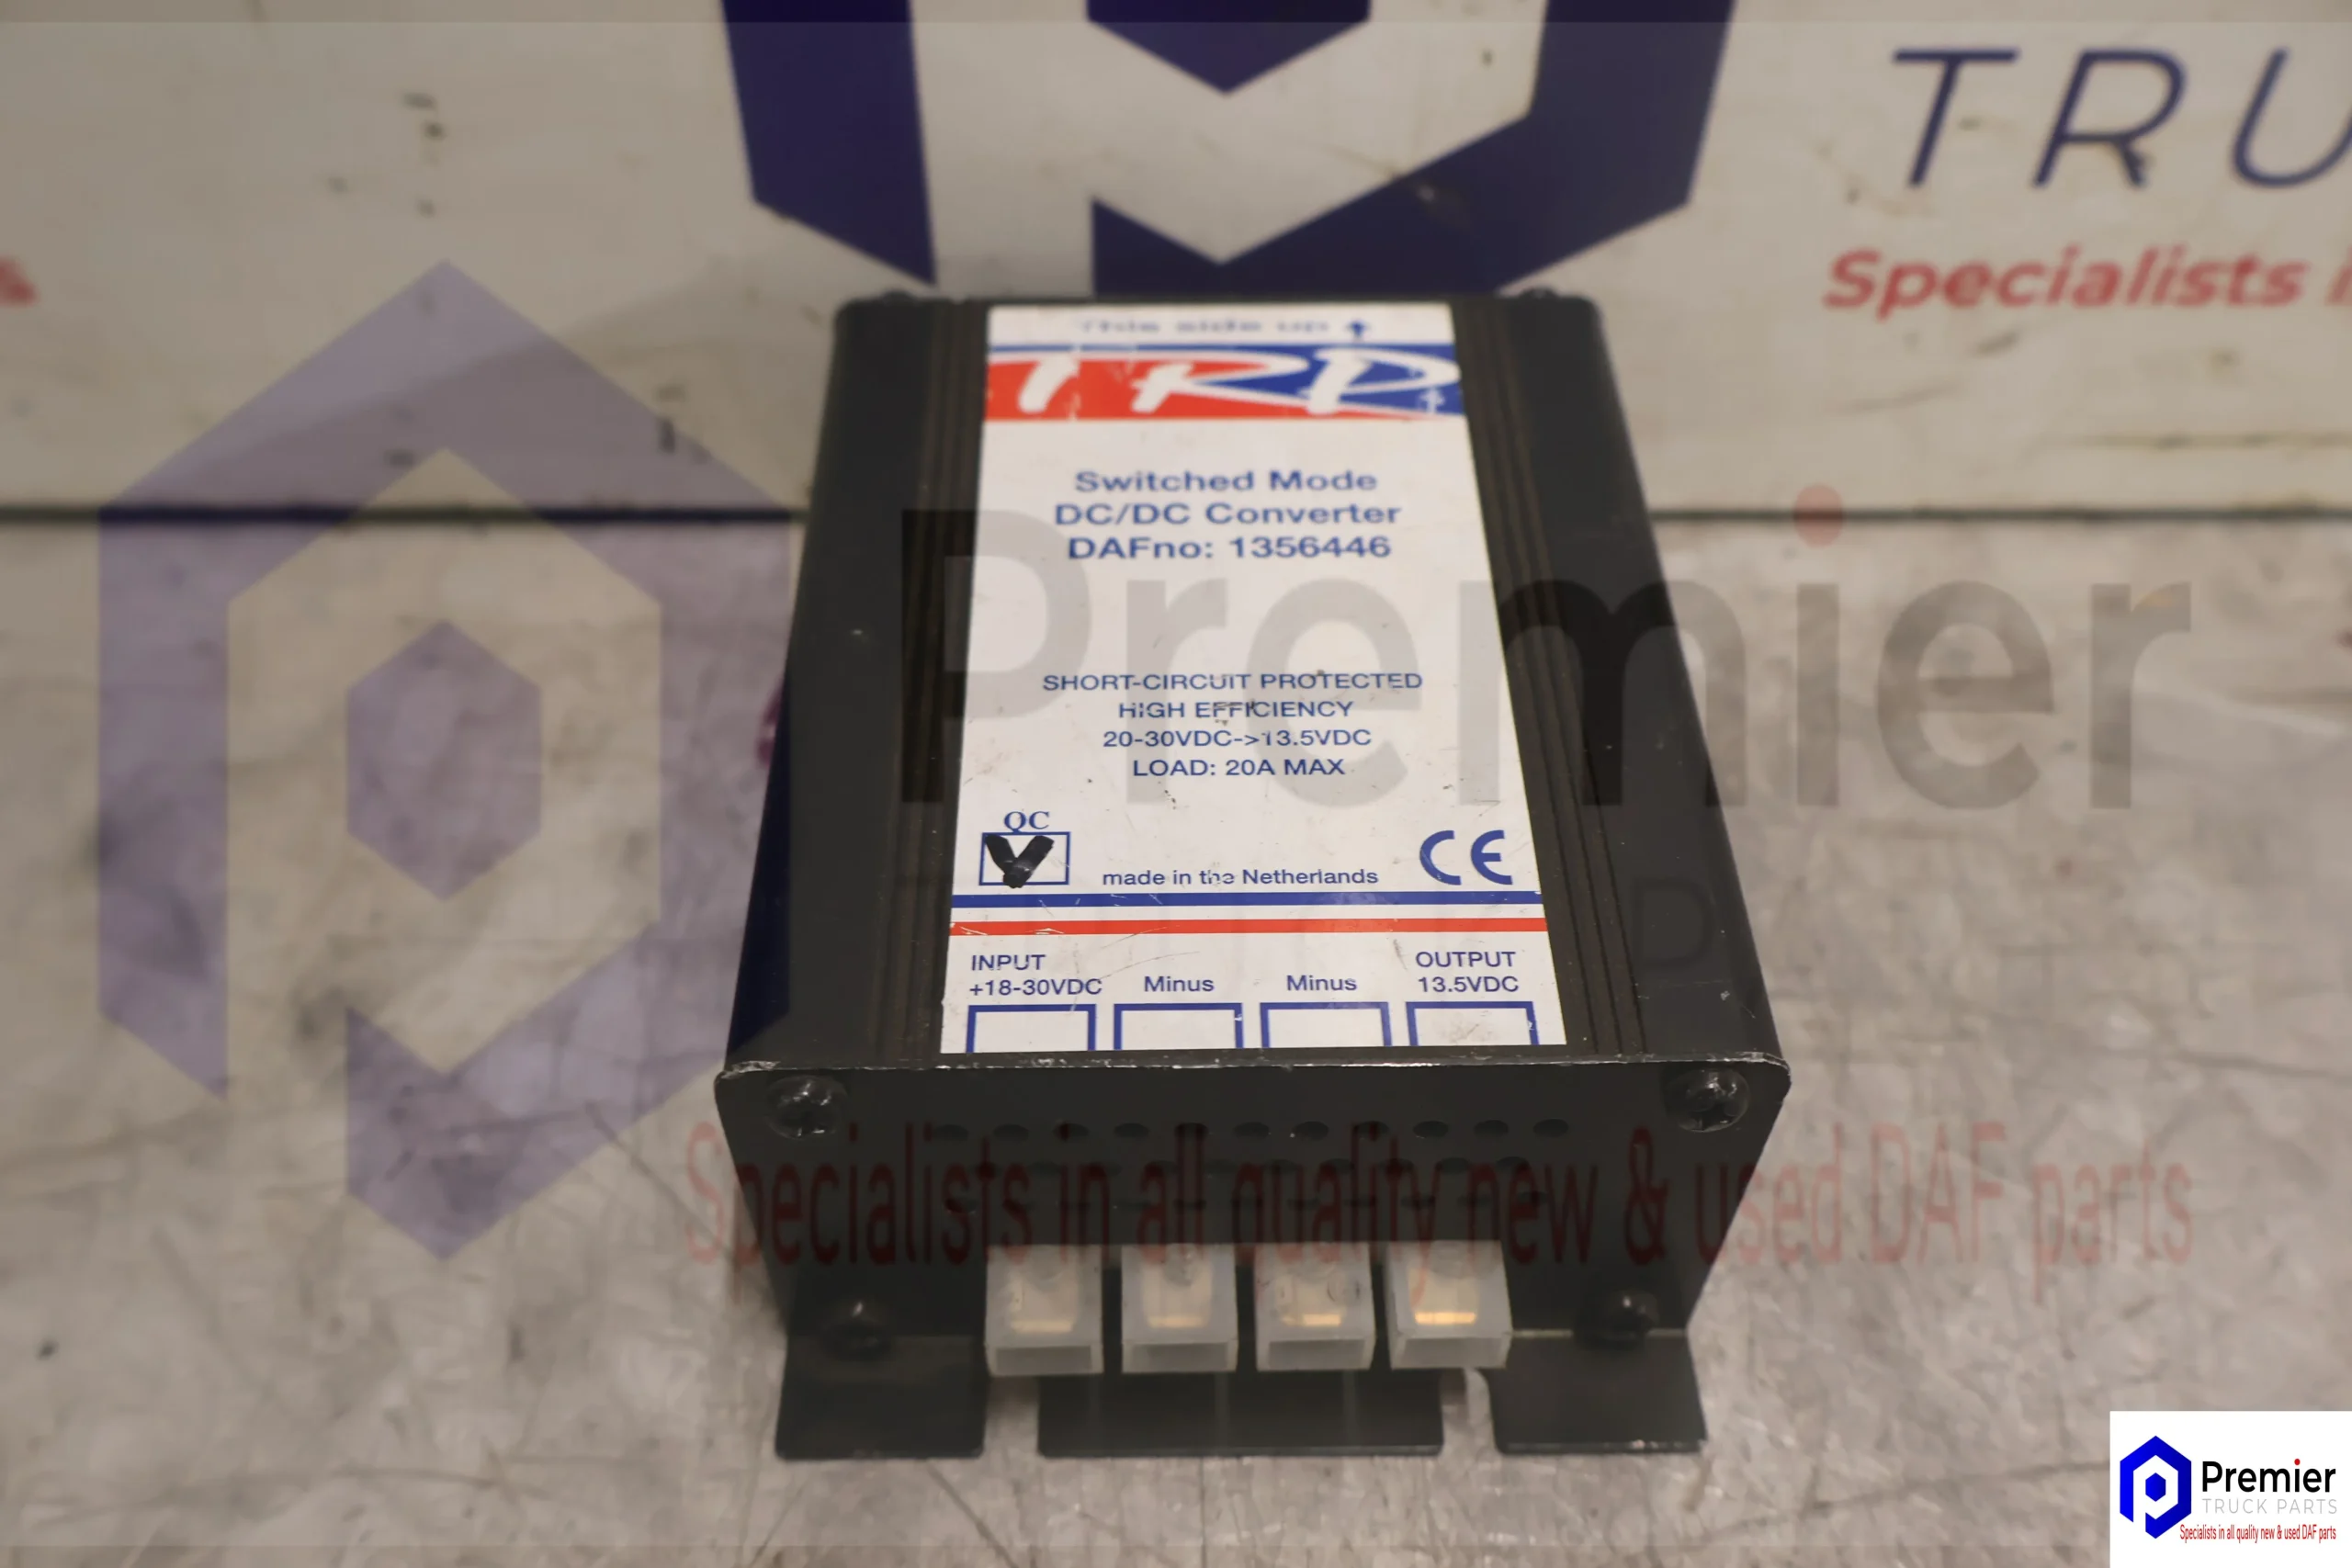 TRU
Specialists i
This side up
TRP
Switched Mode
DC/DC Converter
DAFno: 1356446
SHORT-CIRCUIT PROTECTED
HIGH EFFICIENCY
20-30VDC->13.5VDC
LOAD: 20A MAX
QC
made in the Netherlands
CE
INPUT
+18-30VDC
Minus
Minus
OUTPUT
13.5VDC
Premier
Specialists in all quality new & used DAF parts
Premier
TRUCK PARTS
Specialists in all quality new & used DAF parts